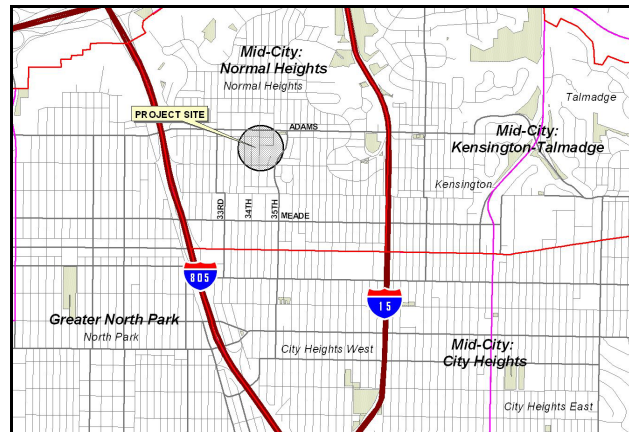 Mid-City:
Normal Heights
Normal Heights
Talmadge
PROJECT SITE
ADAMS
Mid-City:
Kensington-Talmadge
Kensington
33RD
34TH
35TH
MEADE
805
15
Greater North Park
North Park
City Heights West
Mid-City:
City Heights
City Heights East